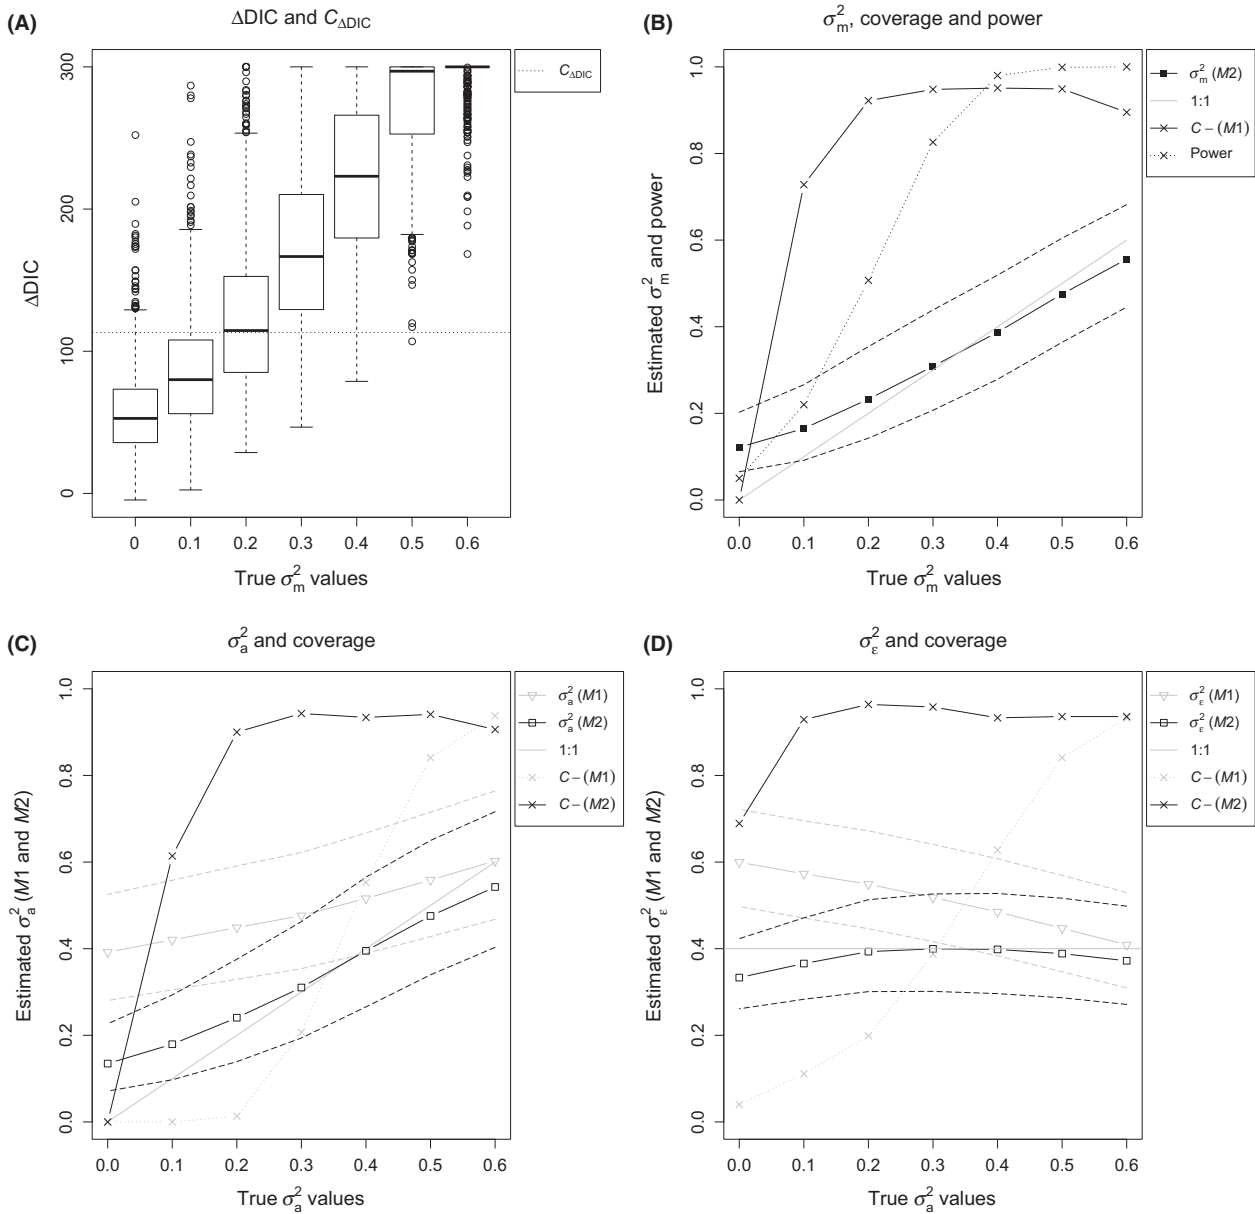 (A)
ΔDIC and C_ΔDIC
C_ΔDIC
300
200
100
0
ΔDIC
0 0.1 0.2 0.3 0.4 0.5 0.6
True σ²_m values
(B)
σ²_m, coverage and power
σ²_m (M2)
1:1
C – (M1)
Power
1.0
0.8
0.6
0.4
0.2
0.0
Estimated σ²_m and power
0.0 0.1 0.2 0.3 0.4 0.5 0.6
True σ²_m values
(C)
σ²_a and coverage
σ²_a (M1)
σ²_a (M2)
1:1
C – (M1)
C – (M2)
1.0
0.8
0.6
0.4
0.2
0.0
Estimated σ²_a (M1 and M2)
0.0 0.1 0.2 0.3 0.4 0.5 0.6
True σ²_a values
(D)
σ²_ε and coverage
σ²_ε (M1)
σ²_ε (M2)
1:1
C – (M1)
C – (M2)
1.0
0.8
0.6
0.4
0.2
0.0
Estimated σ²_ε (M1 and M2)
0.0 0.1 0.2 0.3 0.4 0.5 0.6
True σ²_a values